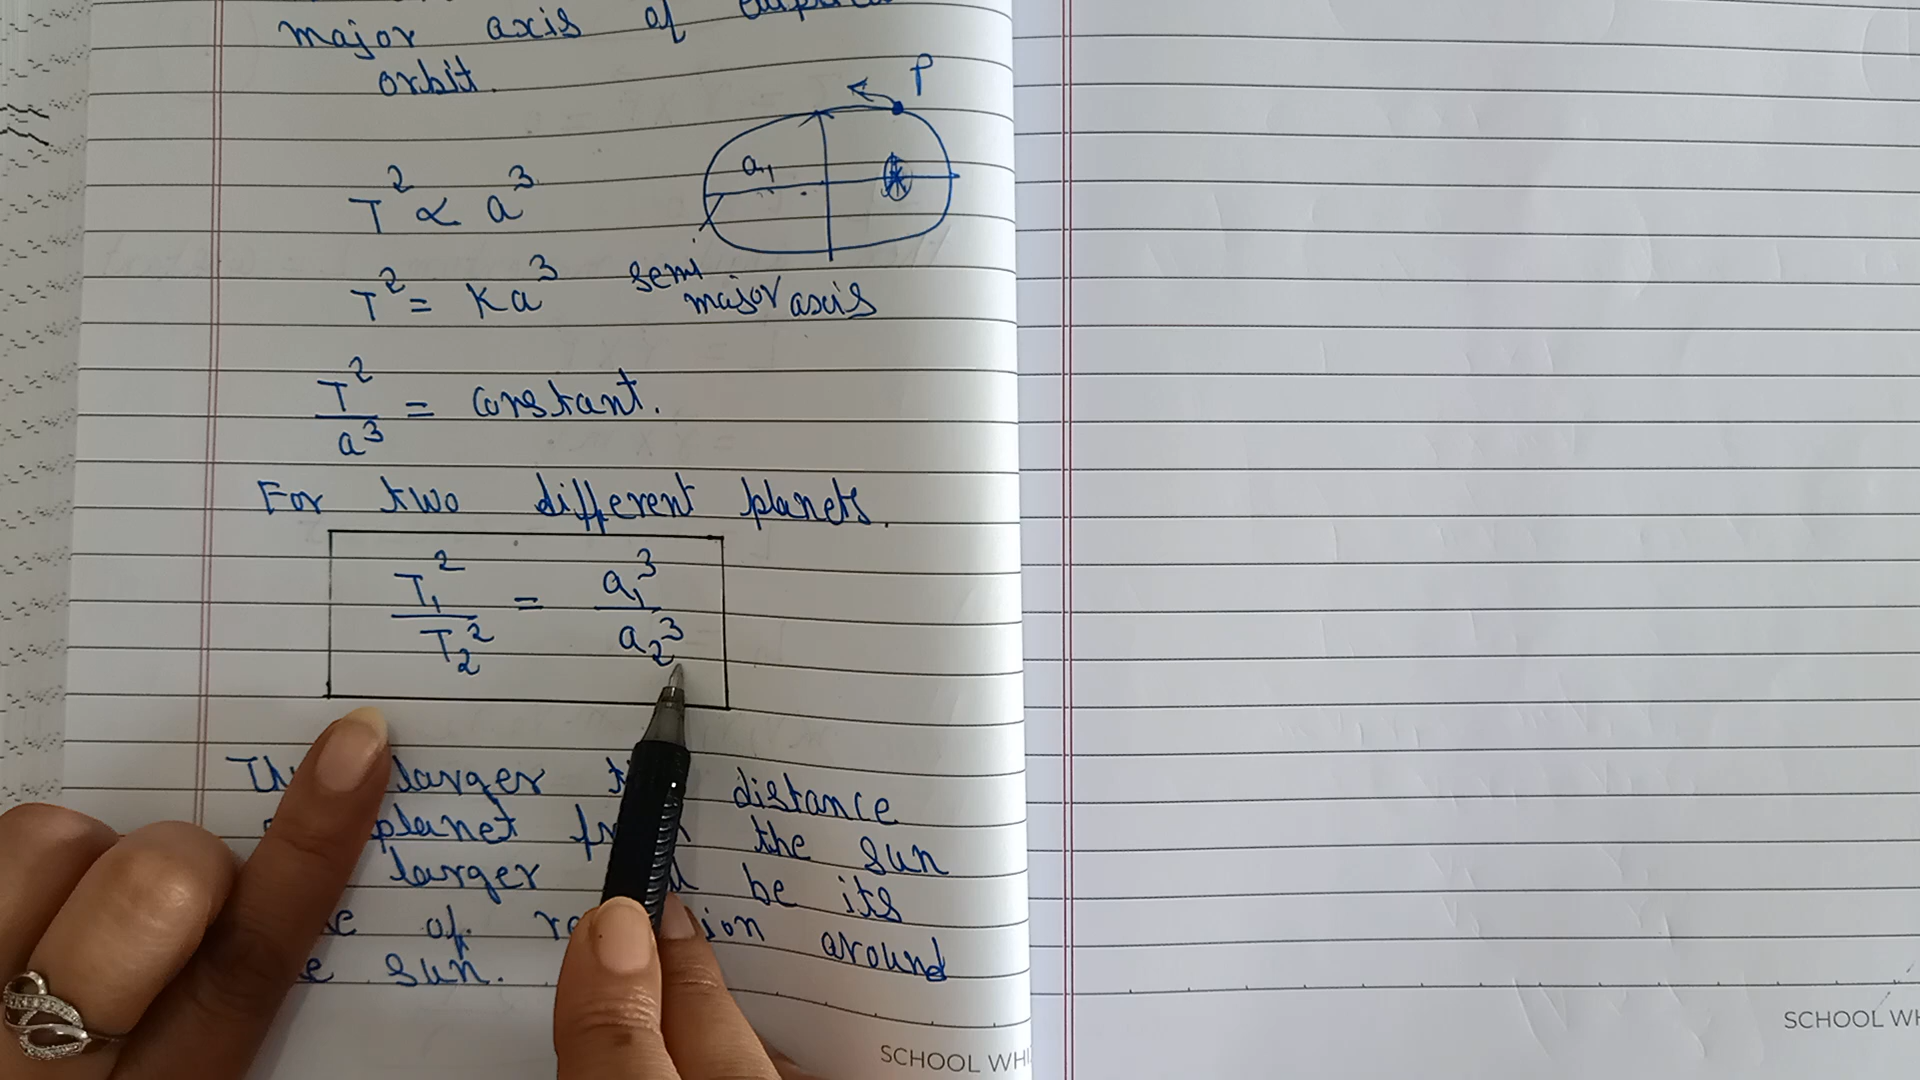 major axis of
orbit.
P
a1
T² ∝ a³
T² = Ka³
semi
major axis
T²/a³ = constant.
For two different planets.
T₁²/T₂² = a₁³/a₂³
larger distance
planet the sun
larger be its
of around
sun.
SCHOOL WHI
SCHOOL WH